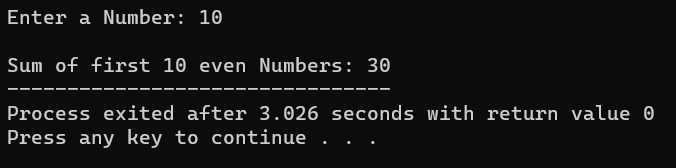 Enter a Number: 10
Sum of first 10 even Numbers: 30
--------------------------------
Process exited after 3.026 seconds with return value 0
Press any key to continue . . .